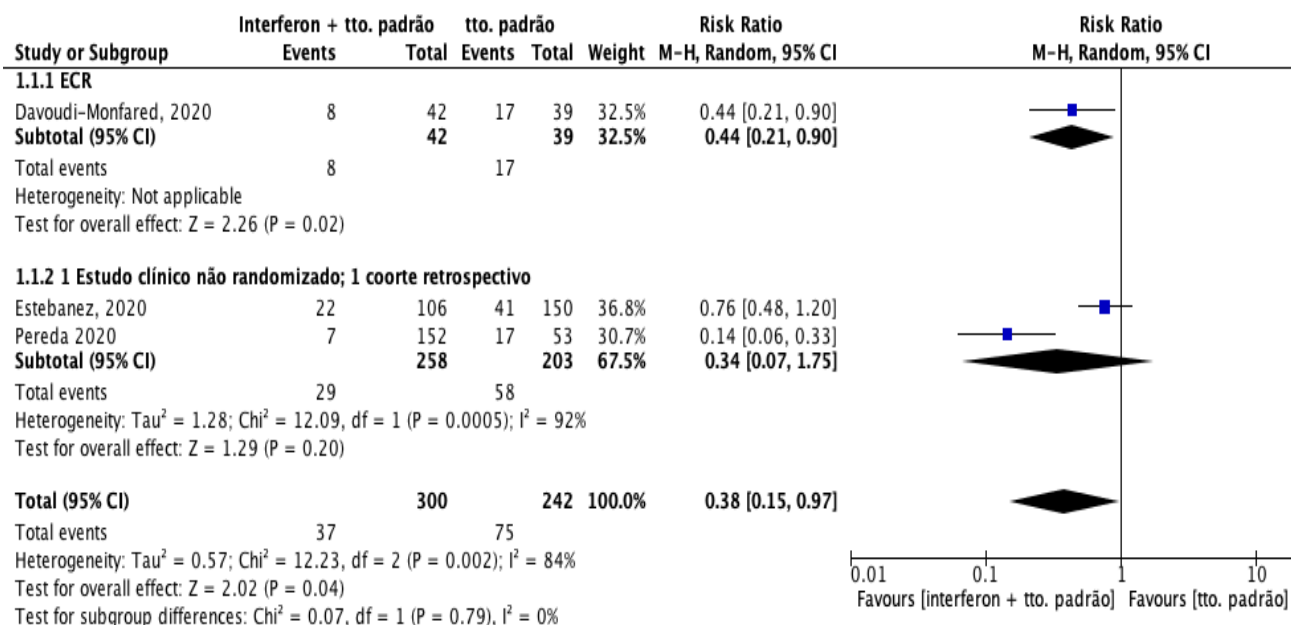 Interferon + tto. padrão tto. padrão Risk Ratio Risk Ratio
Study or Subgroup Events Total Events Total Weight M-H, Random, 95% CI M-H, Random, 95% CI
1.1.1 ECR
Davoudi-Monfared, 2020 8 42 17 39 32.5% 0.44 [0.21, 0.90]
Subtotal (95% CI) 42 39 32.5% 0.44 [0.21, 0.90]
Total events 8 17
Heterogeneity: Not applicable
Test for overall effect: Z = 2.26 (P = 0.02)
1.1.2 1 Estudo clínico não randomizado; 1 coorte retrospectivo
Estebanez, 2020 22 106 41 150 36.8% 0.76 [0.48, 1.20]
Pereda 2020 7 152 17 53 30.7% 0.14 [0.06, 0.33]
Subtotal (95% CI) 258 203 67.5% 0.34 [0.07, 1.75]
Total events 29 58
Heterogeneity: Tau² = 1.28; Chi² = 12.09, df = 1 (P = 0.0005); I² = 92%
Test for overall effect: Z = 1.29 (P = 0.20)
Total (95% CI) 300 242 100.0% 0.38 [0.15, 0.97]
Total events 37 75
Heterogeneity: Tau² = 0.57; Chi² = 12.23, df = 2 (P = 0.002); I² = 84%
Test for overall effect: Z = 2.02 (P = 0.04)
Test for subgroup differences: Chi² = 0.07, df = 1 (P = 0.79), I² = 0%
0.01 0.1 1 10
Favours [interferon + tto. padrão] Favours [tto. padrão]